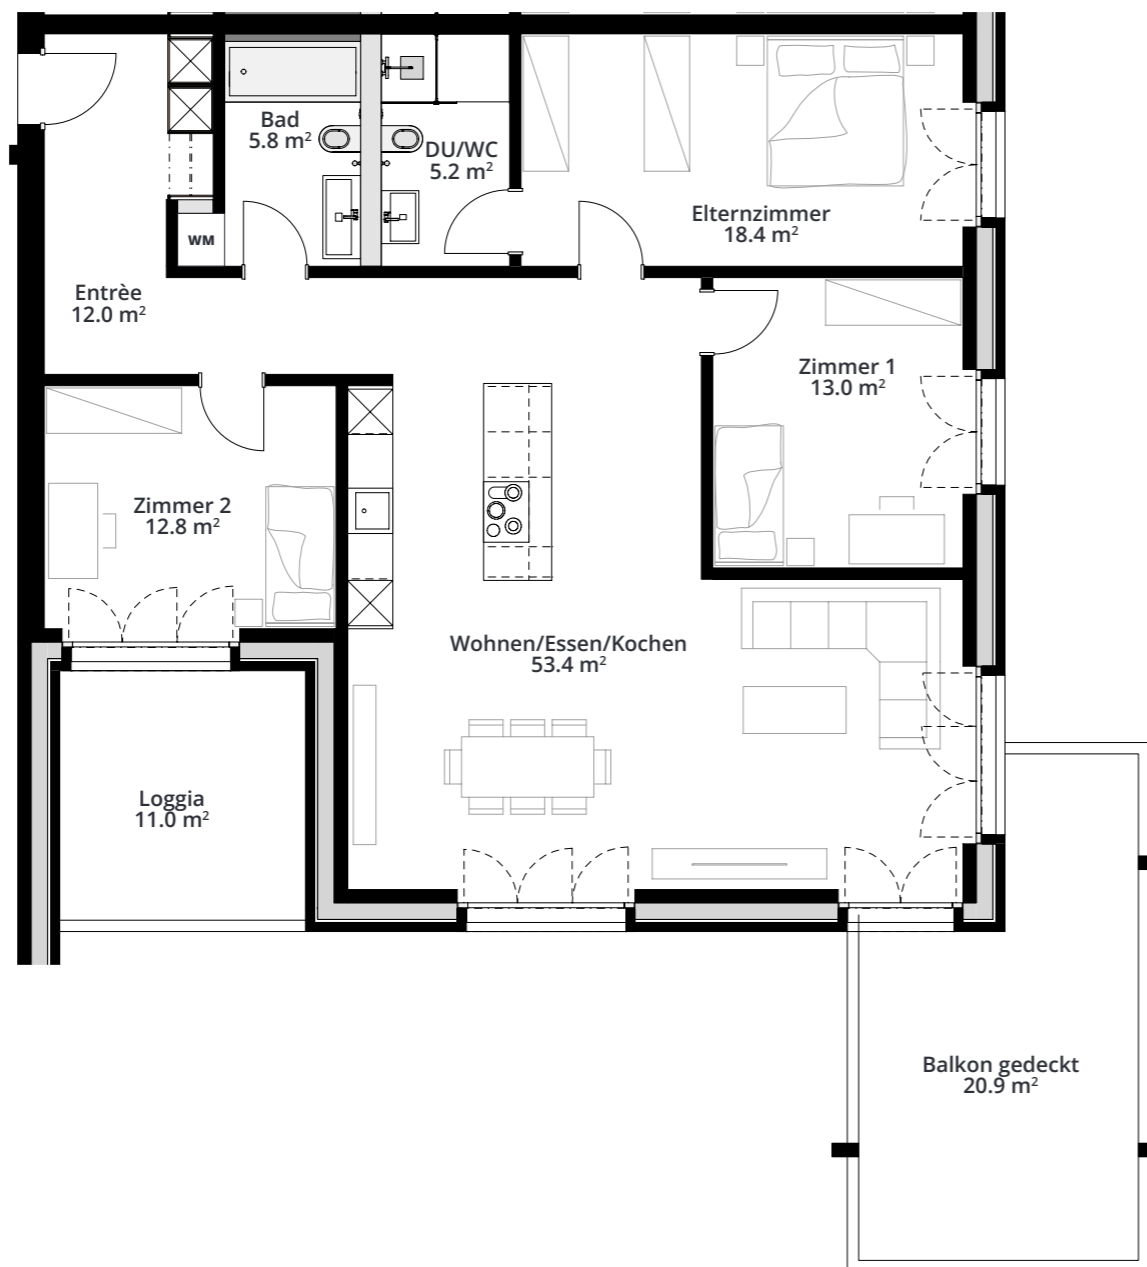 Bad
5.8 m²
DU/WC
5.2 m²
Elternzimmer
18.4 m²
WM
Entrèe
12.0 m²
Zimmer 1
13.0 m²
Zimmer 2
12.8 m²
Wohnen/Essen/Kochen
53.4 m²
Loggia
11.0 m²
Balkon gedeckt
20.9 m²